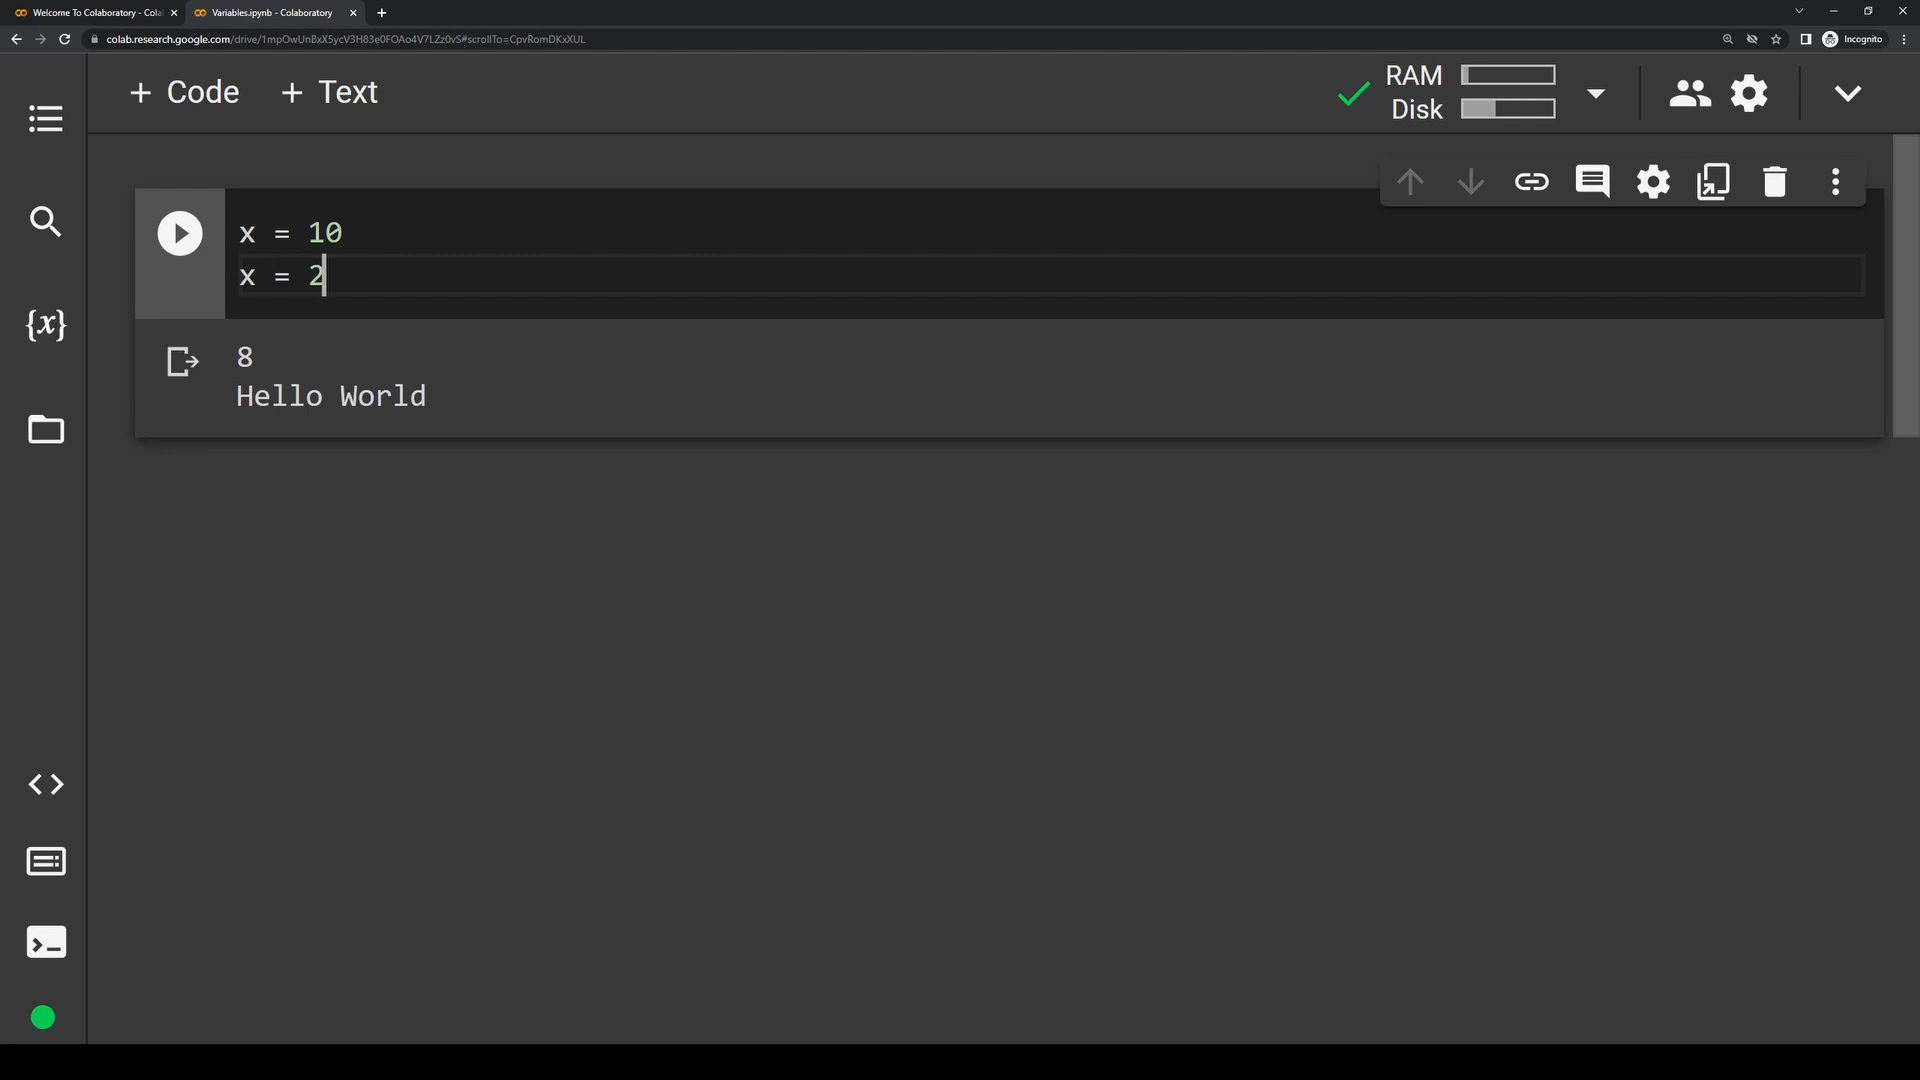 Welcome To Colaboratory - Cola
Variables.ipynb - Colaboratory
colab.research.google.com/drive/1mpOwUnBxX5ycV3H83e0FOAo4V7LZz0vS#scrollTo=CpvRomDKxXUL
Incognito
+ Code + Text
RAM
Disk
x = 10
x = 2
{x}
8
Hello World